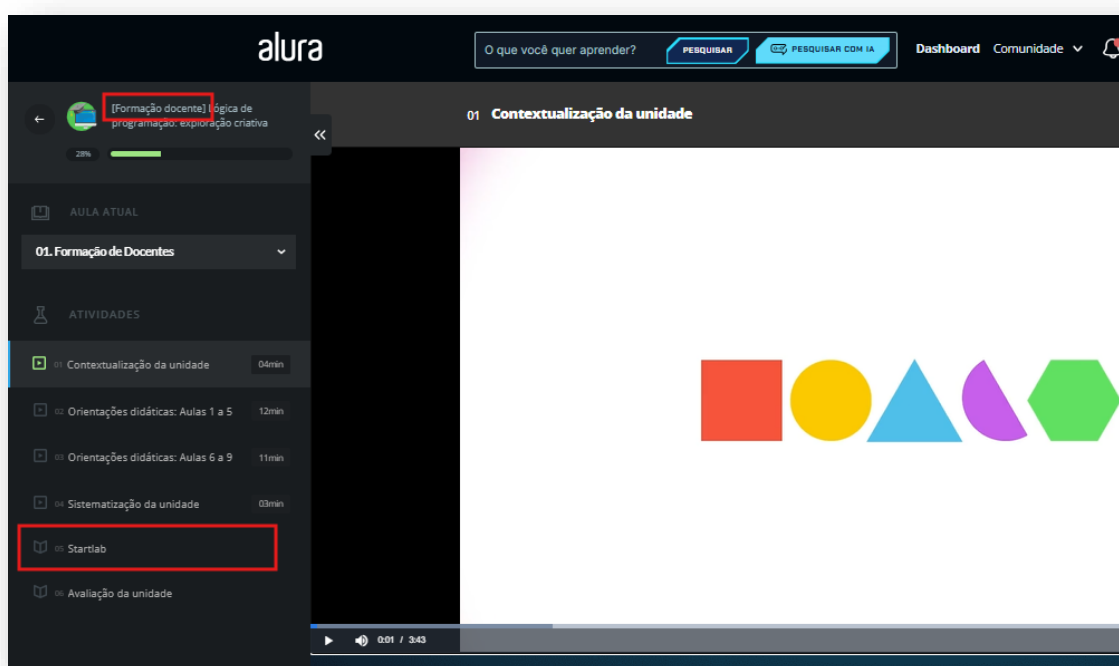 alura
O que você quer aprender?
PESQUISAR
PESQUISAR COM IA
Dashboard
Comunidade
[Formação docente] Lógica de
programação: exploração criativa
28%
01 Contextualização da unidade
AULA ATUAL
01. Formação de Docentes
ATIVIDADES
01 Contextualização da unidade 04min
02 Orientações didáticas: Aulas 1 a 5 12min
03 Orientações didáticas: Aulas 6 a 9 11min
04 Sistematização da unidade 03min
05 Startlab
06 Avaliação da unidade
0:01 / 3:43